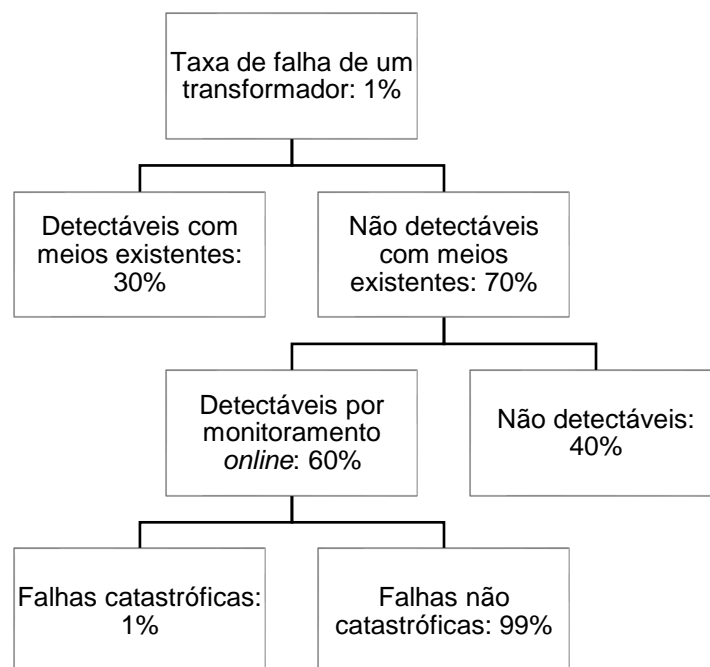 Taxa de falha de um
transformador: 1%
Detectáveis com
meios existentes:
30%
Não detectáveis
com meios
existentes: 70%
Detectáveis por
monitoramento
online: 60%
Não detectáveis:
40%
Falhas catastróficas:
1%
Falhas não
catastróficas: 99%